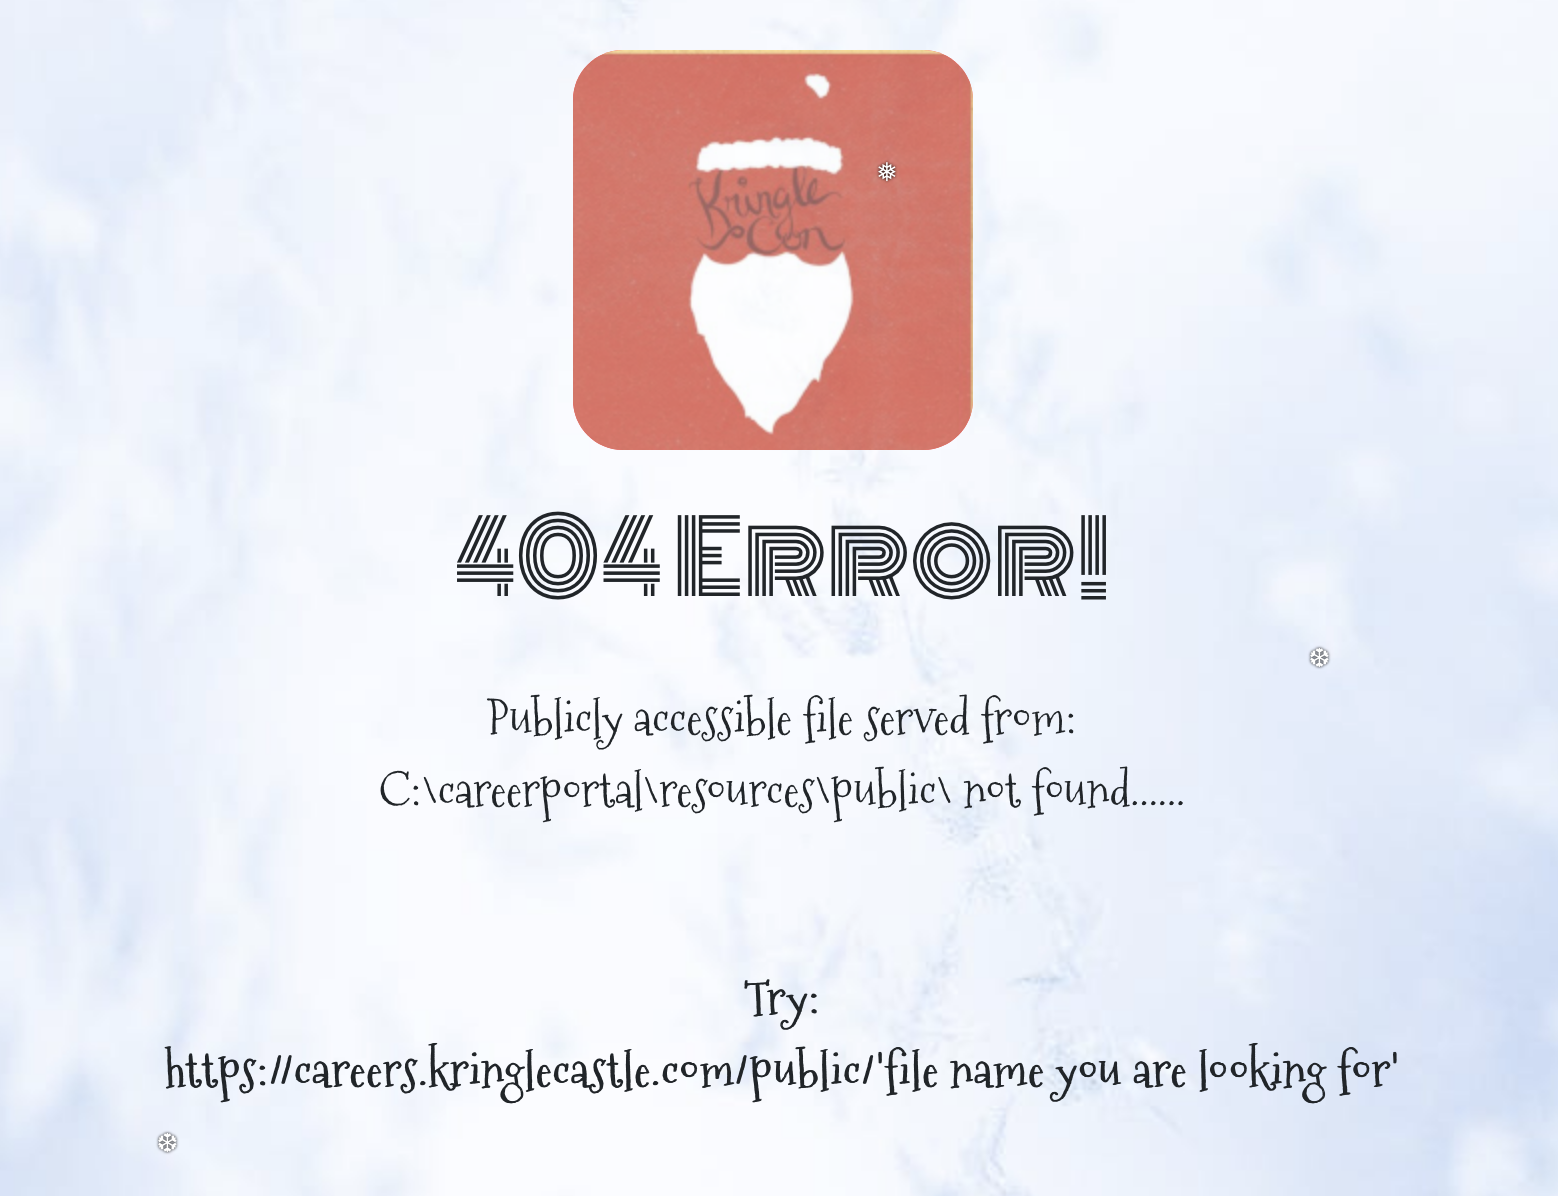 Kringle
Con
404 Error!
Publicly accessible file served from:
C:\careerportal\resources\public\ not found......
Try:
https://careers.kringlecastle.com/public/'file name you are looking for'